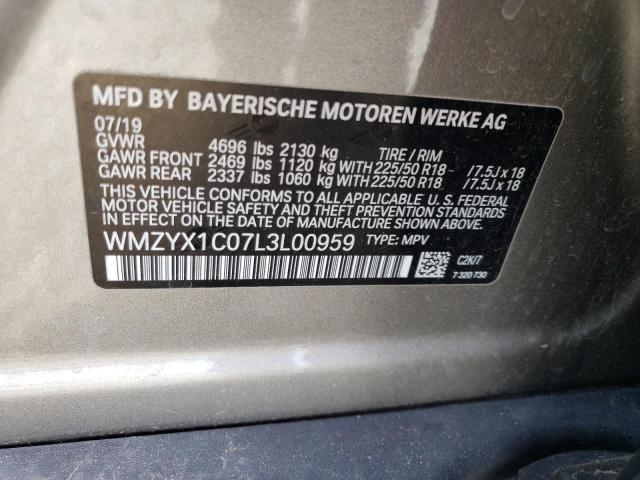 MFD BY BAYERISCHE MOTOREN WERKE AG
07/19
GVWR 4696 lbs 2130 kg TIRE / RIM
GAWR FRONT 2469 lbs 1120 kg WITH 225/50 R18 /7.5J x 18
GAWR REAR 2337 lbs 1060 kg WITH 225/50 R18 /7.5J x 18
THIS VEHICLE CONFORMS TO ALL APPLICABLE U. S. FEDERAL
MOTOR VEHICLE SAFETY AND THEFT PREVENTION STANDARDS
IN EFFECT ON THE DATE OF MANUFACTURE SHOWN ABOVE.
WMZYX1C07L3L00959 TYPE: MPV
C2K/7
7 320 730